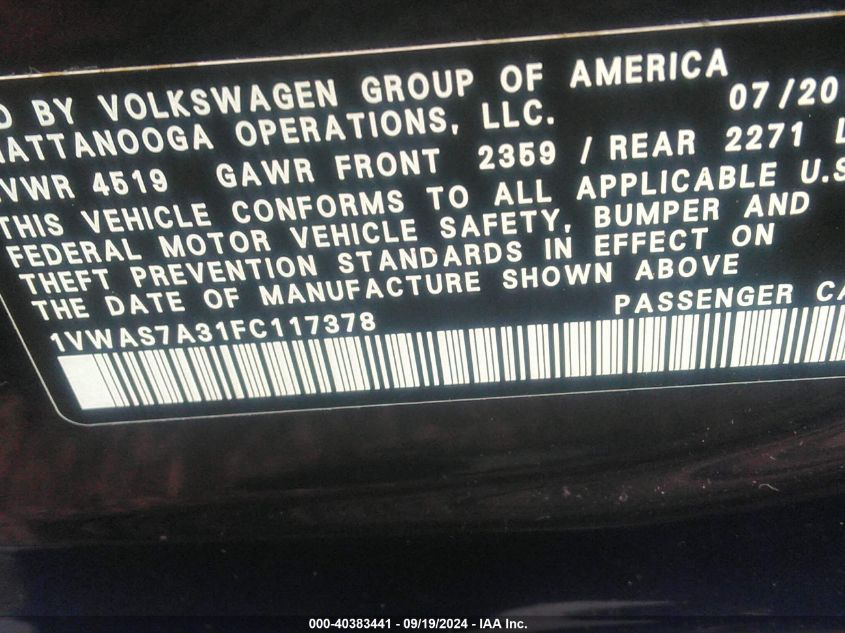 D BY VOLKSWAGEN GROUP OF AMERICA
HATTANOOGA OPERATIONS, LLC. 07/20
VWR 4519 GAWR FRONT 2359 / REAR 2271 L
THIS VEHICLE CONFORMS TO ALL APPLICABLE U.S
FEDERAL MOTOR VEHICLE SAFETY, BUMPER AND
THEFT PREVENTION STANDARDS IN EFFECT ON
THE DATE OF MANUFACTURE SHOWN ABOVE
1VWAS7A31FC117378 PASSENGER CA
000-40383441 - 09/19/2024 - IAA Inc.